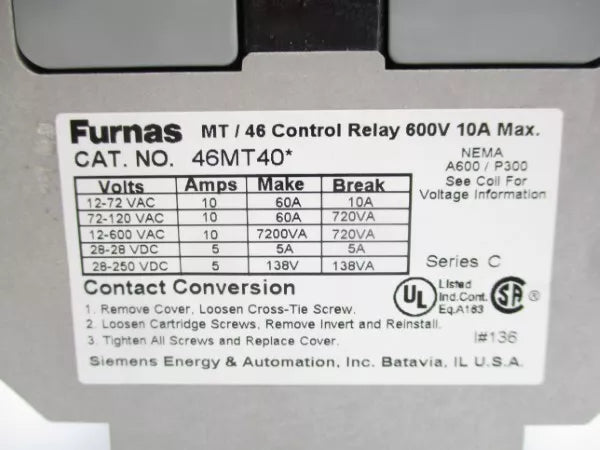 Furnas MT / 46 Control Relay 600V 10A Max.
CAT. NO. 46MT40*
NEMA
A600 / P300
See Coil For
Voltage Information
Volts Amps Make Break
12-72 VAC 10 60A 10A
72-120 VAC 10 60A 720VA
12-600 VAC 10 7200VA 720VA
28-28 VDC 5 5A 5A
28-250 VDC 5 138V 138VA
Series C
Contact Conversion
1. Remove Cover, Loosen Cross-Tie Screw.
2. Loosen Cartridge Screws, Remove Invert and Reinstall.
3. Tighten All Screws and Replace Cover.
UL Listed
Ind.Cont.
Eq.A183
SA ®
I#136
Siemens Energy & Automation, Inc. Batavia, IL U.S.A.